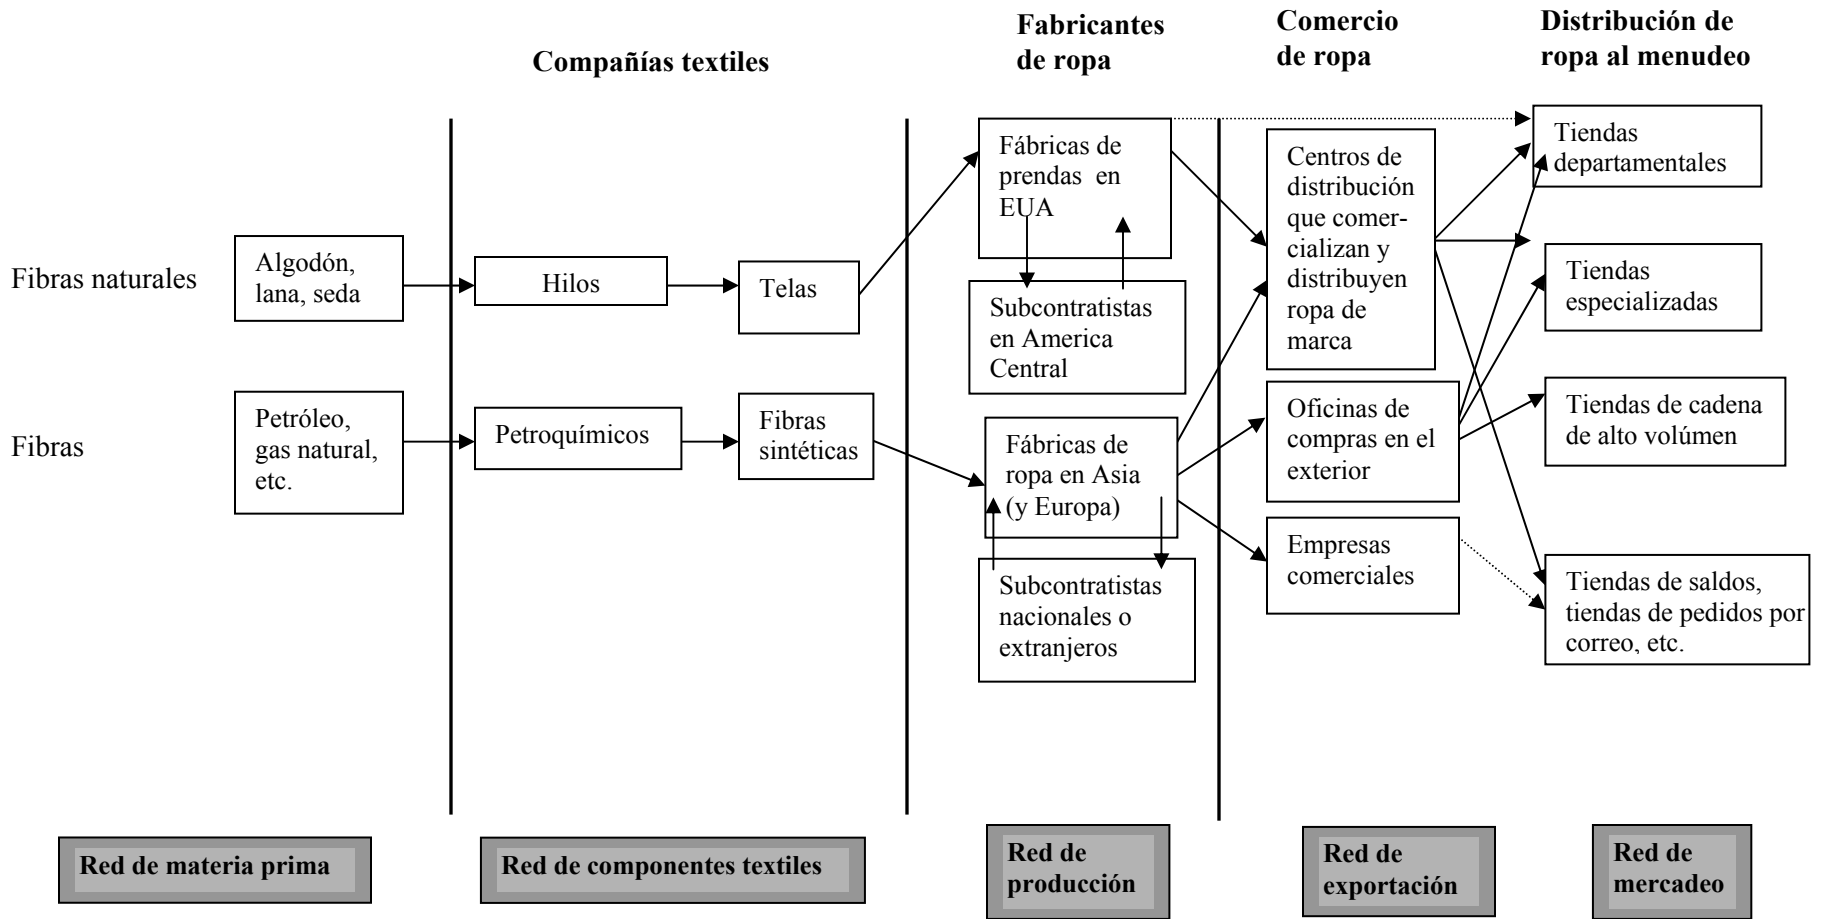 Compañías textiles
Fabricantes
de ropa
Comercio
de ropa
Distribución de
ropa al menudeo
Fibras naturales
Algodón,
lana, seda
Hilos
Telas
Fábricas de
prendas en
EUA
Subcontratistas
en America
Central
Centros de
distribución
que comer-
cializan y
distribuyen
ropa de
marca
Tiendas
departamentales
Tiendas
especializadas
Fibras
Petróleo,
gas natural,
etc.
Petroquímicos
Fibras
sintéticas
Fábricas de
ropa en Asia
(y Europa)
Subcontratistas
nacionales o
extranjeros
Oficinas de
compras en el
exterior
Empresas
comerciales
Tiendas de cadena
de alto volúmen
Tiendas de saldos,
tiendas de pedidos por
correo, etc.
Red de materia prima
Red de componentes textiles
Red de
producción
Red de
exportación
Red de
mercadeo